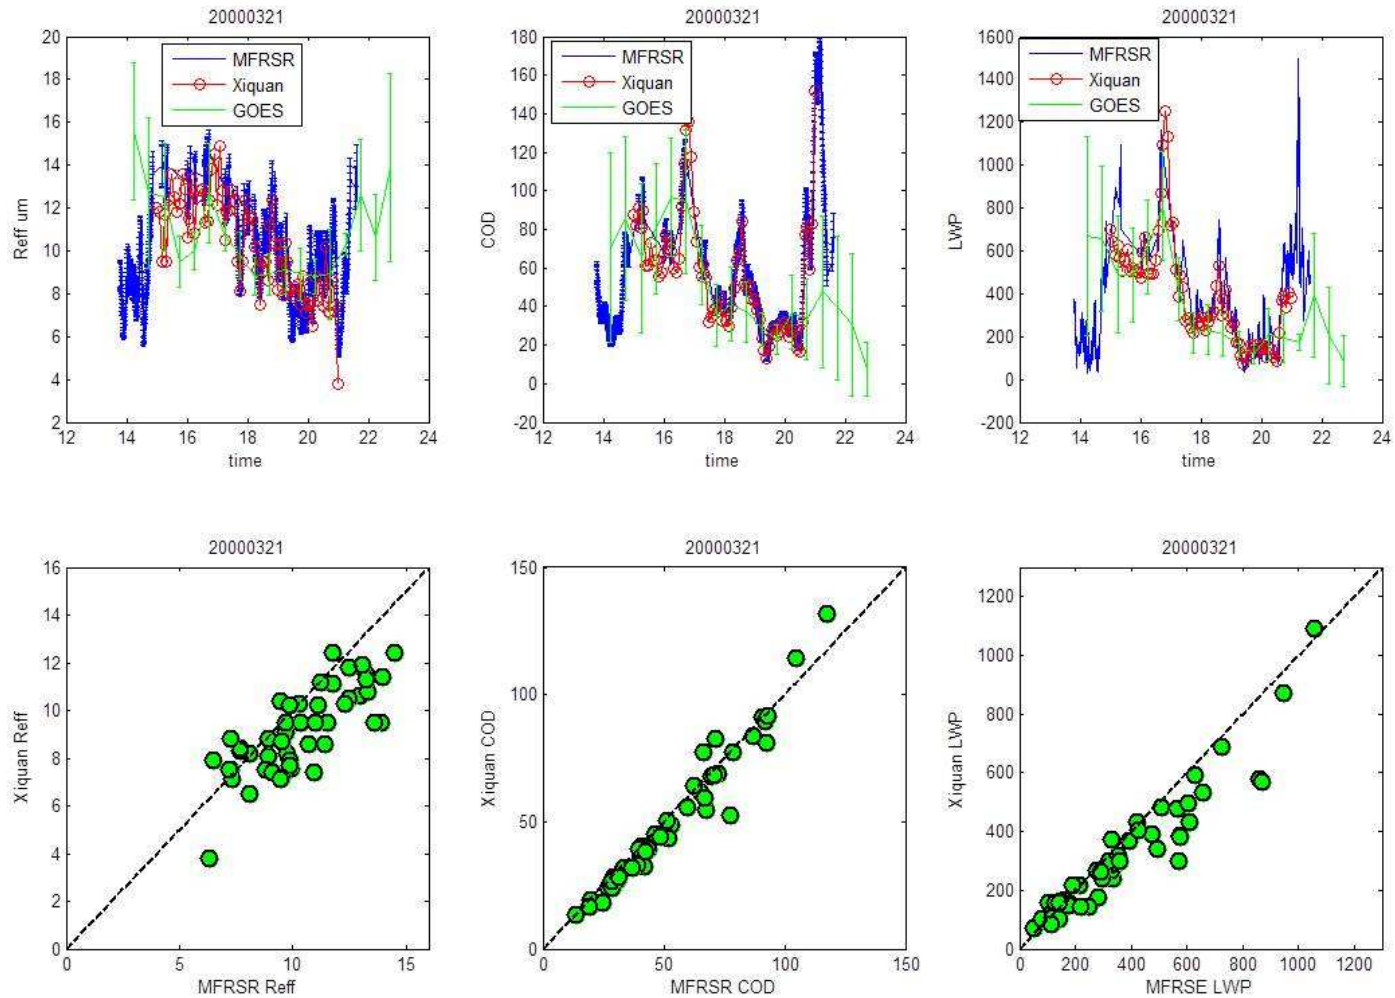 20000321
20
18
16
14
12
10
8
6
4
2
12 14 16 18 20 22 24
Reff um
time
MFRSR
Xiquan
GOES
20000321
180
160
140
120
100
80
60
40
20
0
-20
12 14 16 18 20 22 24
COD
time
MFRSR
Xiquan
GOES
20000321
1600
1400
1200
1000
800
600
400
200
0
-200
12 14 16 18 20 22 24
LWP
time
MFRSR
Xiquan
GOES
20000321
16
14
12
10
8
6
4
2
0
0 5 10 15
Xiquan Reff
MFRSR Reff
20000321
150
100
50
0
0 50 100 150
Xiquan COD
MFRSR COD
20000321
1200
1000
800
600
400
200
0
0 200 400 600 800 1000 1200
Xiquan LWP
MFRSE LWP